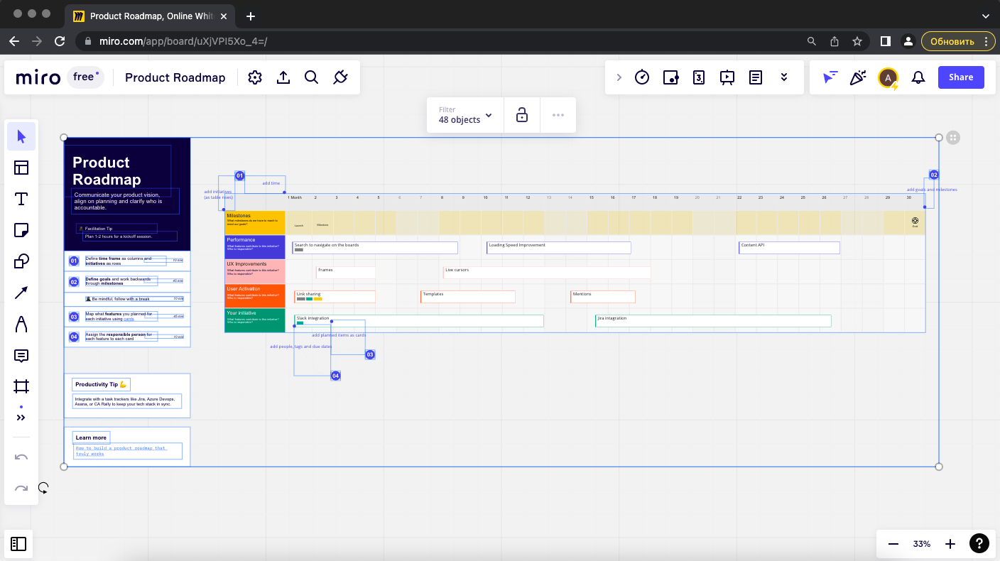 Product Roadmap, Online Whit
miro.com/app/board/uXjVPI5Xo_4=/
Обновить
miro
free
Product Roadmap
3
A
Share
Filter
48 objects
Product
Roadmap
Communicate your product vision,
align on planning and clarify who is
accountable.
Facilitation Tip
Plan 1-2 hours for a kickoff session.
01
Define time frame as columns and
initiatives as rows
02
Define goals and work backwards
through milestones
Be mindful, follow with a break
03
Map what features you planned for
each initiative using cards
04
Assign the responsible person for
each feature to each card
Productivity Tip 💪
Integrate with a task trackers like Jira, Azure Devops,
Asana, or CA Rally to keep your tech stack in sync.
Learn more
How to build a product roadmap that
truly works
01
add time
add initiatives
(as table rows)
02
add goals and milestones
1 Month 2 3 4 5 6 7 8 9 10 11 12 13 14 15 16 17 18 19 20 21 22 23 24 25 26 27 28 29 30
Milestones
What milestones do we have to reach to
meet our goals?
Launch
Milestone
Goal
Performance
What features contribute to this initiative?
Who is responsible?
Search to navigate on the boards
Loading Speed Improvement
Content API
UX Improvements
What features contribute to this initiative?
Who is responsible?
Frames
Live cursors
User Activation
What features contribute to this initiative?
Who is responsible?
Link sharing
Templates
Mentions
Your initiative
What features contribute to this initiative?
Who is responsible?
Slack integration
Jira intagration
add planned items as cards
add people, tags and due dates
03
04
33%
?